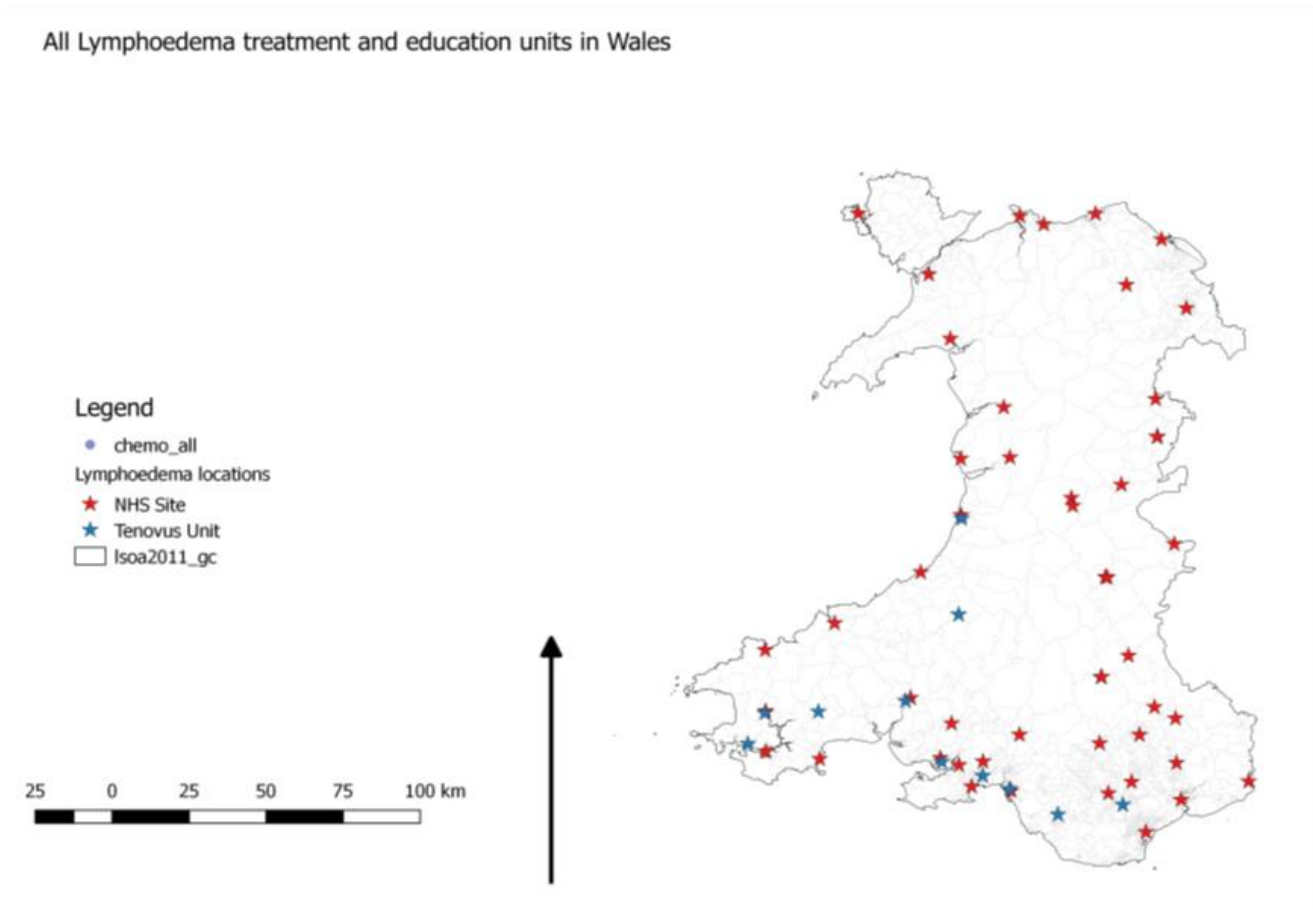 All Lymphoedema treatment and education units in Wales
Legend
chemo_all
Lymphoedema locations
NHS Site
Tenovus Unit
lsoa2011_gc
25 0 25 50 75 100 km